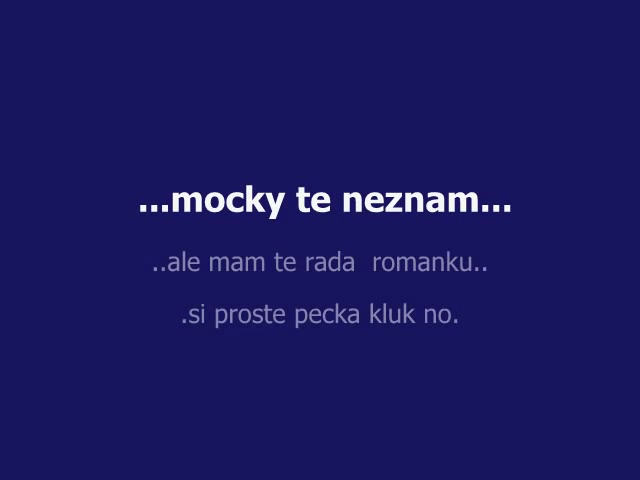 ...mocky te neznam...
..ale mam te rada  romanku..
.si proste pecka kluk no.